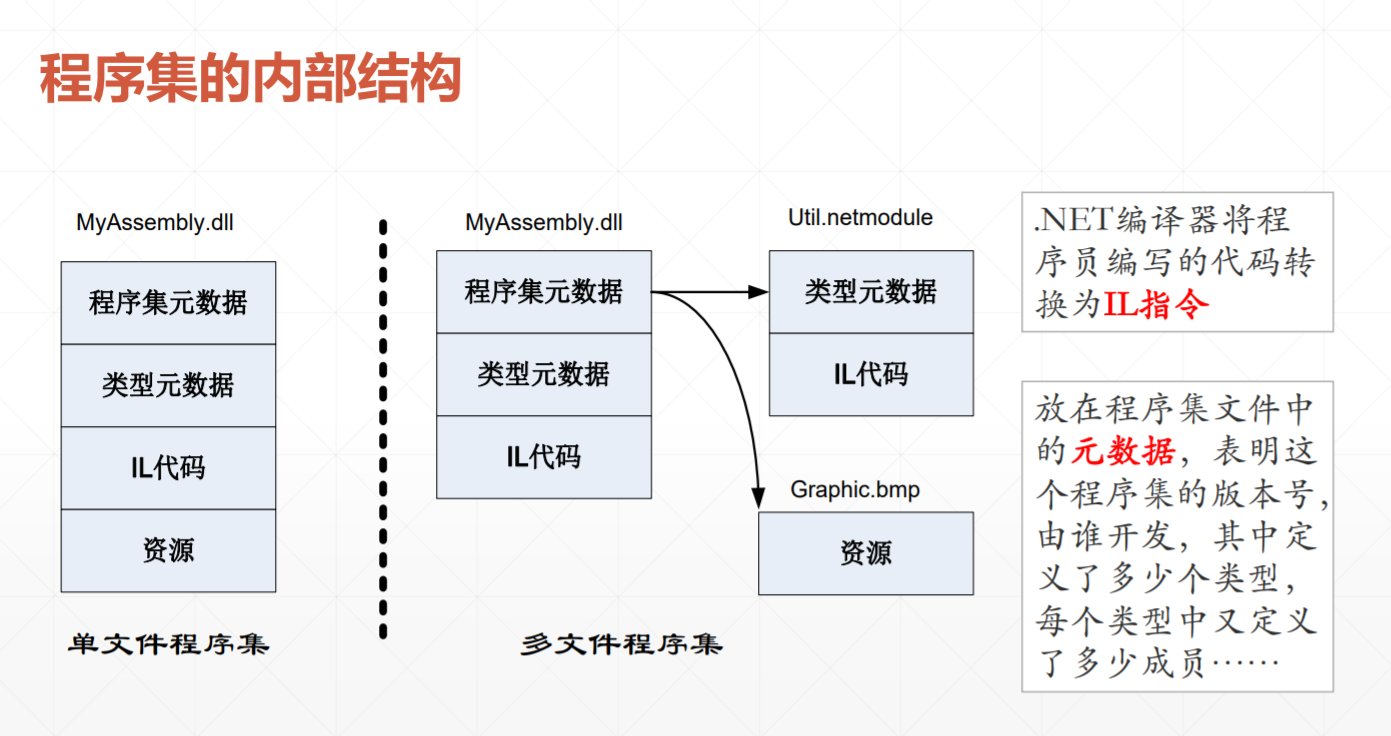 程序集的内部结构
MyAssembly.dll
程序集元数据
类型元数据
IL代码
资源
单文件程序集
MyAssembly.dll
程序集元数据
类型元数据
IL代码
多文件程序集
Util.netmodule
类型元数据
IL代码
Graphic.bmp
资源
.NET编译器将程
序员编写的代码转
换为IL指令
放在程序集文件中
的元数据，表明这
个程序集的版本号，
由谁开发，其中定
义了多少个类型，
每个类型中又定义
了多少成员……